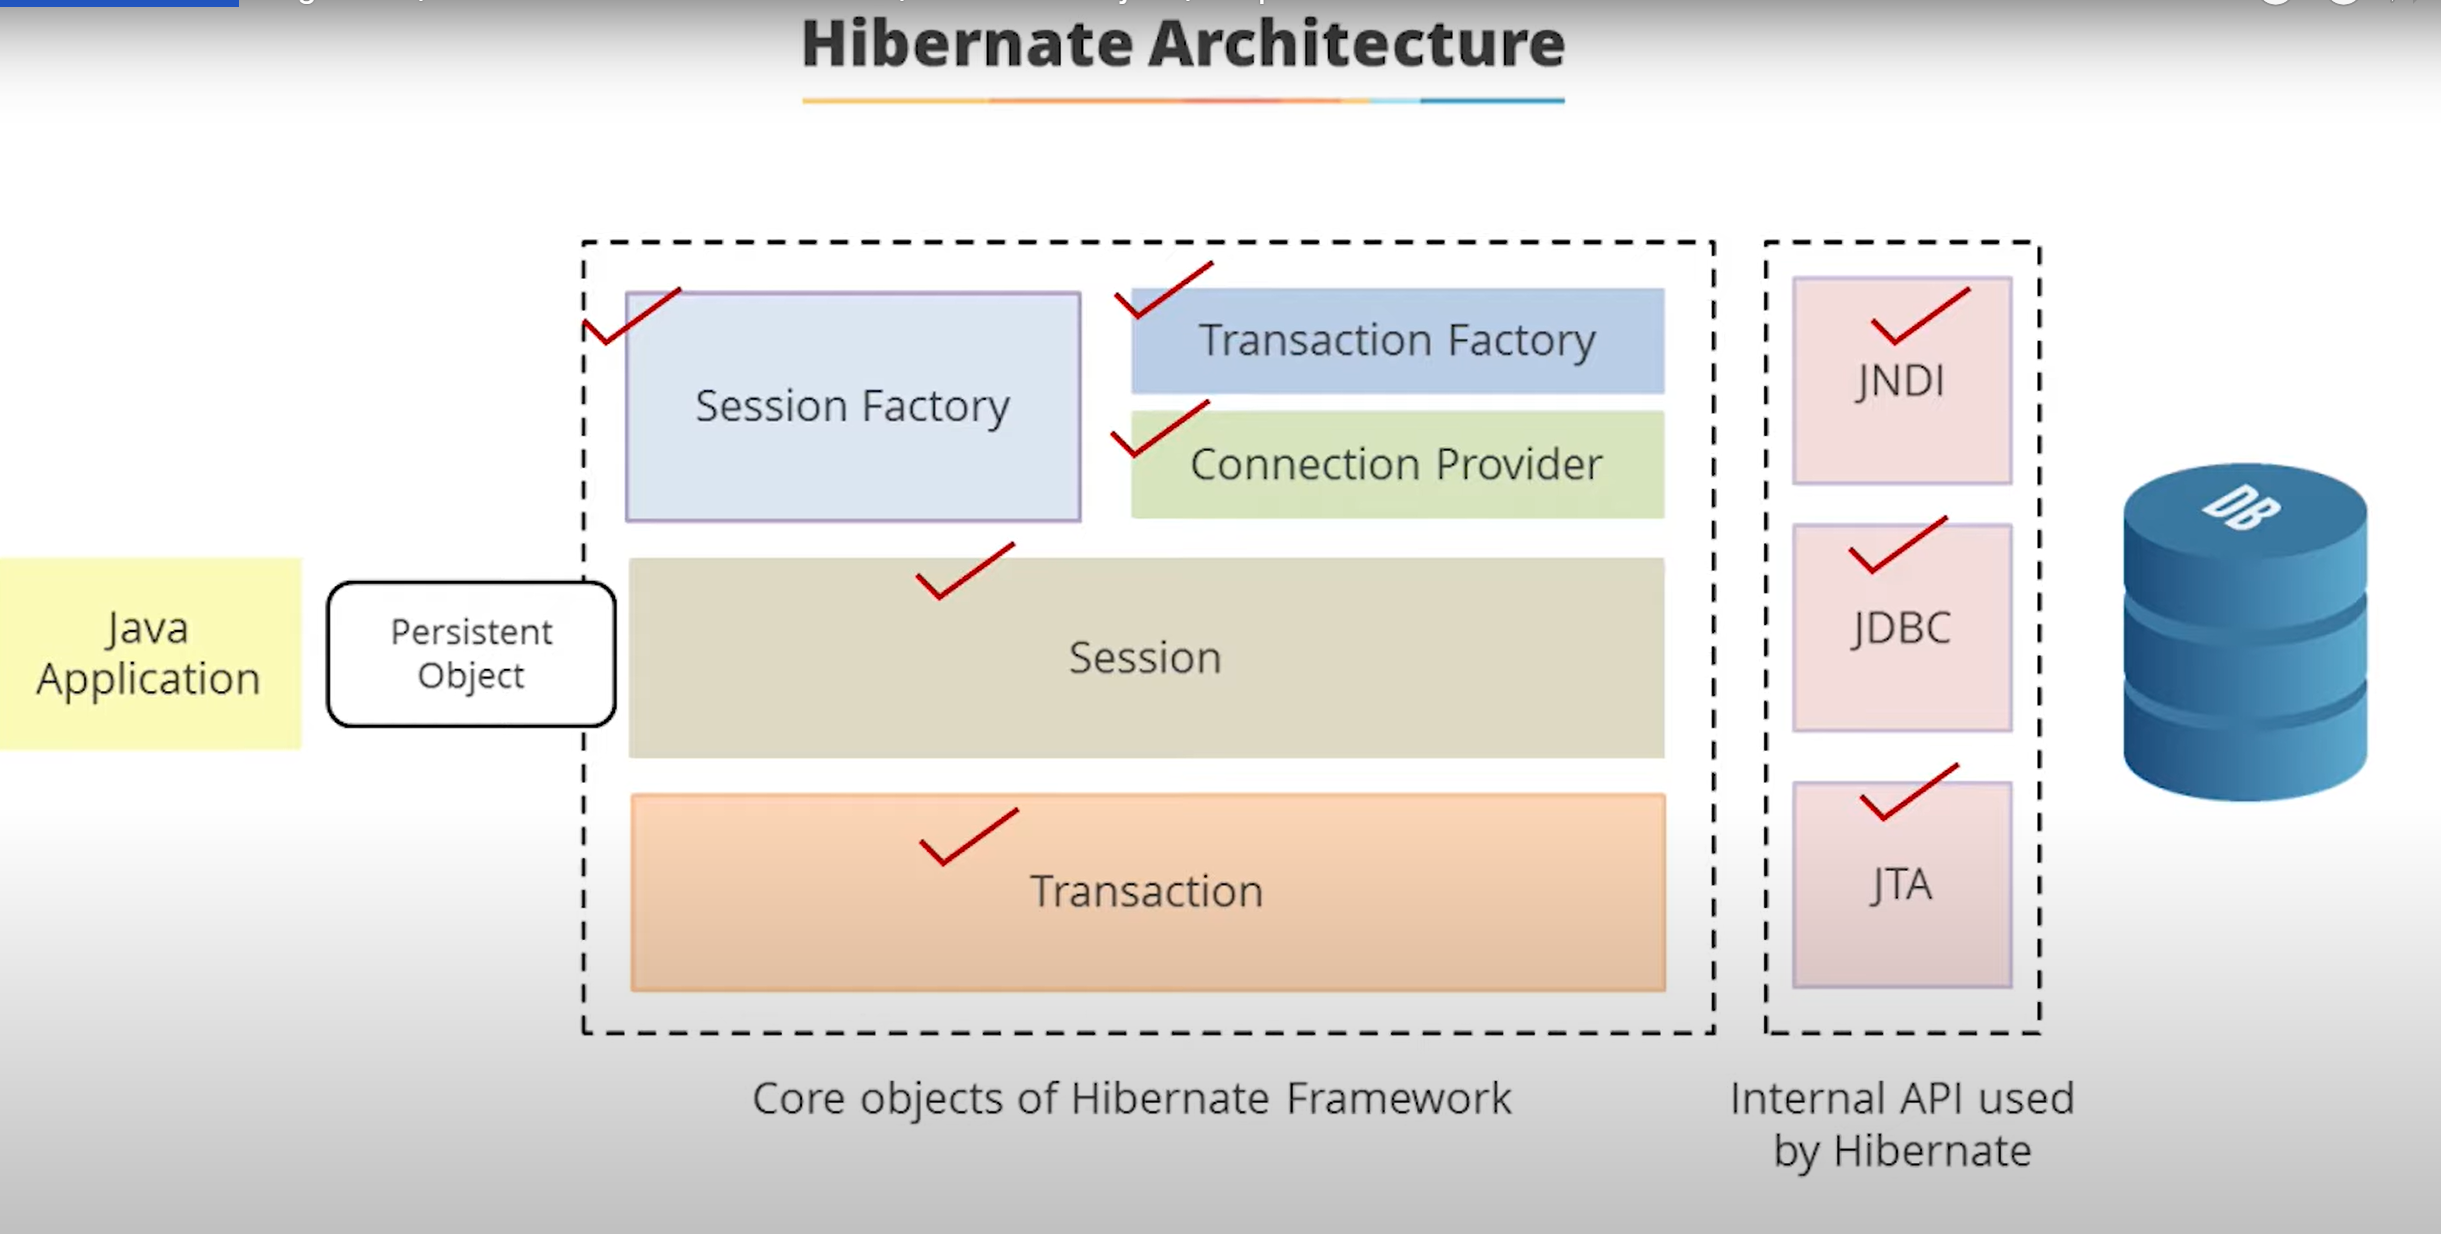 Hibernate Architecture
Session Factory
Transaction Factory
Connection Provider
Session
Transaction
Java
Application
Persistent
Object
JNDI
JDBC
JTA
DB
Core objects of Hibernate Framework
Internal API used
by Hibernate